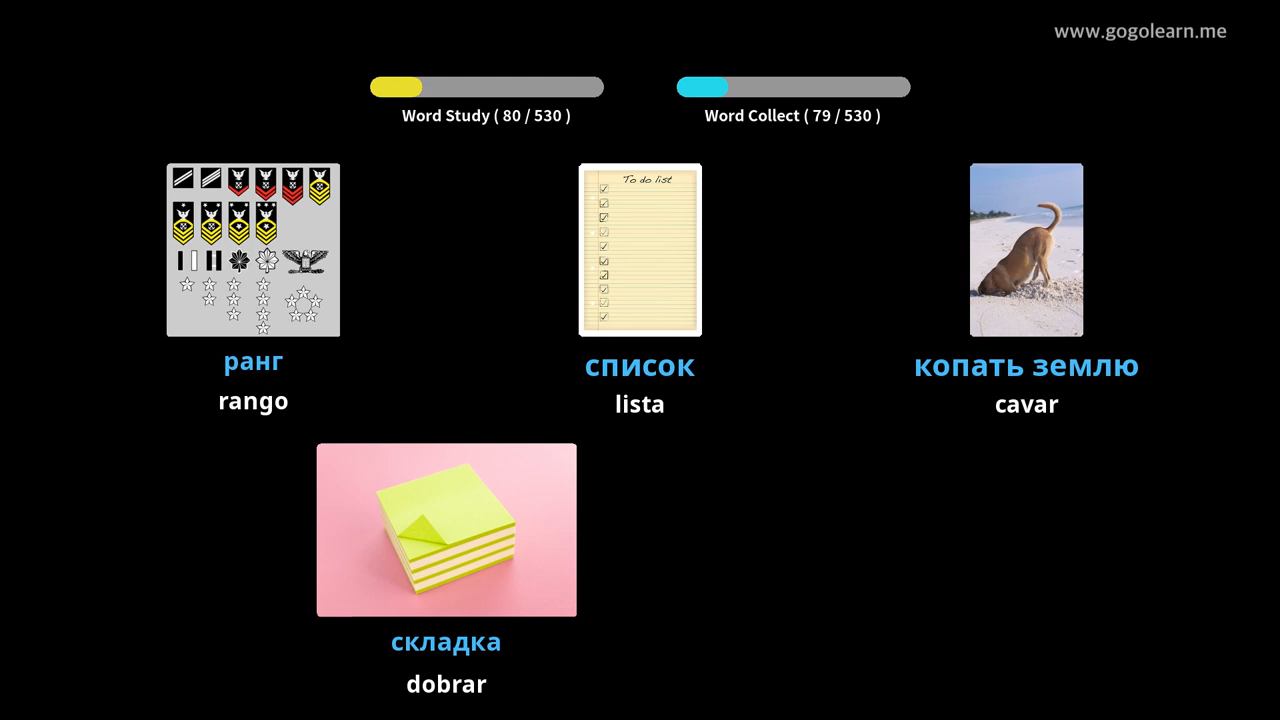 www.gogolearn.me
Word Study ( 80 / 530 )
Word Collect ( 79 / 530 )
To do list
ранг
rango
список
lista
копать землю
cavar
складка
dobrar